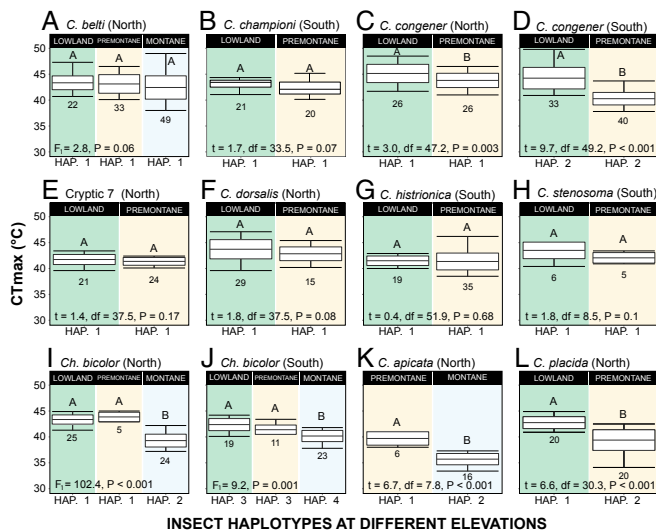 A C. belti (North)
LOWLAND PREMONTANE MONTANE
A A A
22 33 49
F₁= 2.8, P = 0.06
HAP. 1 HAP. 1 HAP. 1
B C. championi (South)
LOWLAND PREMONTANE
A A
21 20
t = 1.7, df = 33.5, P = 0.07
HAP. 1 HAP. 1
C C. congener (North)
LOWLAND PREMONTANE
A B
26 26
t = 3.0, df = 47.2, P = 0.003
HAP. 1 HAP. 1
D C. congener (South)
LOWLAND PREMONTANE
A B
33 40
t = 9.7, df = 49.2, P < 0.001
HAP. 2 HAP. 2
50
45
40
35
30
E Cryptic 7 (North)
LOWLAND PREMONTANE
A A
21 24
t = 1.4, df = 37.5, P = 0.17
HAP. 1 HAP. 1
F C. dorsalis (North)
LOWLAND PREMONTANE
A A
29 15
t = 1.8, df = 37.5, P = 0.08
HAP. 1 HAP. 1
G C. histrionica (South)
LOWLAND PREMONTANE
A A
19 35
t = 0.4, df = 51.9, P = 0.68
HAP. 1 HAP. 1
H C. stenosoma (South)
LOWLAND PREMONTANE
A A
6 5
t = 1.8, df = 8.5, P = 0.1
HAP. 1 HAP. 1
CTmax (°C)
50
45
40
35
30
I Ch. bicolor (North)
LOWLAND PREMONTANE MONTANE
A A B
25 5 24
F₁= 102.4, P < 0.001
HAP. 1 HAP. 1 HAP. 2
J Ch. bicolor (South)
LOWLAND PREMONTANE MONTANE
A A B
19 11 23
F₁= 9.2, P = 0.001
HAP. 3 HAP. 3 HAP. 4
K C. apicata (North)
PREMONTANE MONTANE
A B
6 16
t = 6.7, df = 7.8, P < 0.001
HAP. 1 HAP. 2
L C. placida (North)
LOWLAND PREMONTANE
A B
20 20
t = 6.6, df = 30.3, P < 0.001
HAP. 1 HAP. 2
50
45
40
35
30
INSECT HAPLOTYPES AT DIFFERENT ELEVATIONS